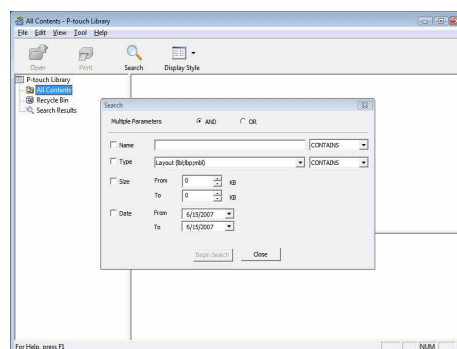 All Contents - P-touch Library
File Edit View Tool Help
Open Print Search Display Style
P-touch Library
All Contents
Recycle Bin
Search Results
Search
Multiple Parameters AND OR
Name CONTAINS
Type Layout (lbl;lbp;mbl) CONTAINS
Size From 0 KB
To 0 KB
Date From 6/15/2007
To 6/15/2007
Begin Search Close
For Help, press F1 NUM